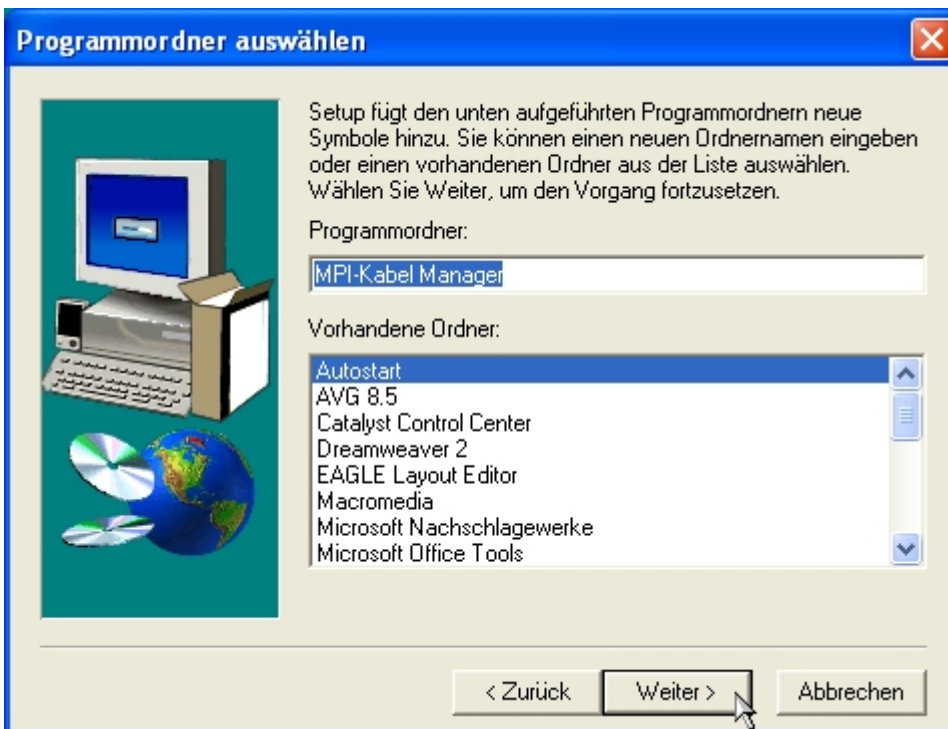 Programmordner auswählen
Setup fügt den unten aufgeführten Programmordnern neue
Symbole hinzu. Sie können einen neuen Ordnernamen eingeben
oder einen vorhandenen Ordner aus der Liste auswählen.
Wählen Sie Weiter, um den Vorgang fortzusetzen.
Programmordner:
MPI-Kabel Manager
Vorhandene Ordner:
Autostart
AVG 8.5
Catalyst Control Center
Dreamweaver 2
EAGLE Layout Editor
Macromedia
Microsoft Nachschlagewerke
Microsoft Office Tools
< Zurück
Weiter >
Abbrechen